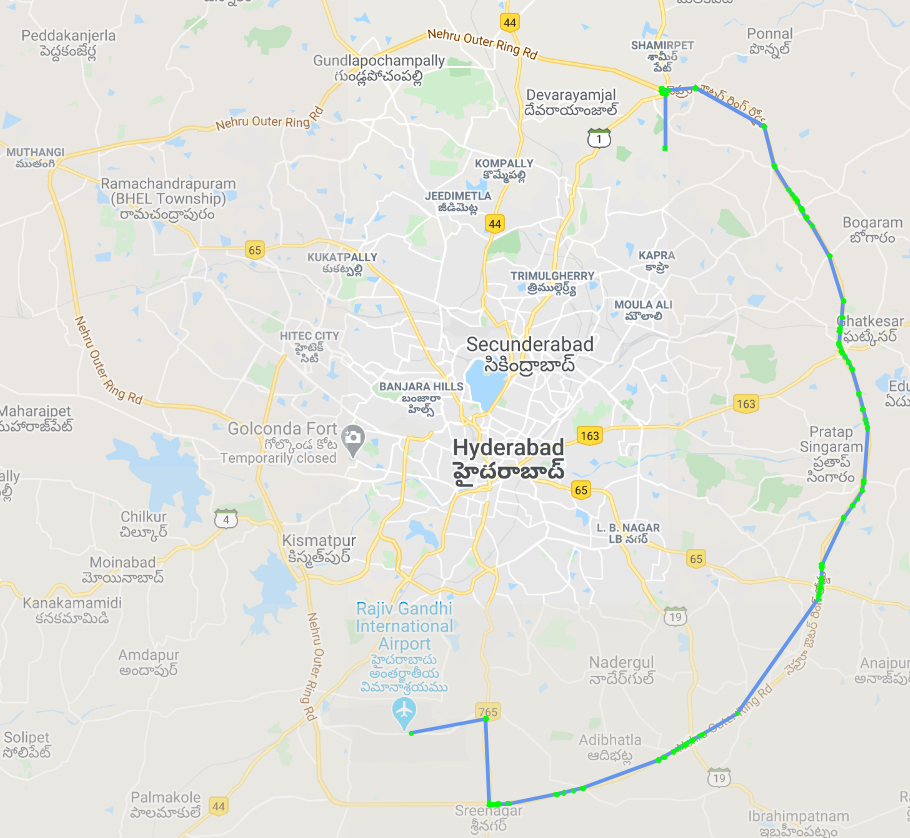 44
Peddakanjerla
పెద్దకంజేర్ల
Nehru Outer Ring Rd
SHAMIRPET
శామీర్
పేట్
Ponnal
పొన్నల్
Gundlapochampally
గుండ్లపోచంపల్లి
Devarayamjal
దేవరాయాంజాల్
Nehru Outer Ring Rd
1
MUTHANGI
ముతంగి
KOMPALLY
కొమ్పేపల్లి
Ramachandrapuram
(BHEL Township)
రామచంద్రాపురం
JEEDIMETLA
జీడిమెట్ల
44
Bogaram
బోగారం
65
KUKATPALLY
కుకట్పల్లి
KAPRA
కాప్రా
TRIMULGHERRY
త్రిముల్గెర్ర్య్
MOULA ALI
మౌలాలి
Nehru Outer Ring Rd
HITEC CITY
హైటెక్
సిటీ
Ghatkesar
ఘట్కేసర్
Secunderabad
సికింద్రాబాద్
BANJARA HILLS
బంజారా
హిల్స్
Edu
ఏదు
Maharajpet
మహారాజ్‌పేట్
163
Golconda Fort
గోల్కొండ కోట
Temporarily closed
163
Pratap
Singaram
ప్రతాప్
సింగారం
Hyderabad
హైదరాబాద్
65
Chilkur
చిల్కూర్
4
L. B. NAGAR
LB నగర్
Kismatpur
కిస్మత్‌పుర్
65
Moinabad
మొయినాబాద్
Kanakamamidi
కనకమామిడి
Rajiv Gandhi
International
Airport
హైదరాబాదు
అంతర్జాతీయ
విమానాశ్రయము
19
Nehru Outer Ring Rd
Amdapur
అందాపుర్
Nadergul
నాదేర్‌గుల్
765
Solipet
సోలిపేట్
Adibhatla
ఆదిభట్ల
19
Palmakole
పాలమాకులే
44
Sreenagar
శ్రీనగర్
Ibrahimpatnam
ఇబ్రహీంపట్నం